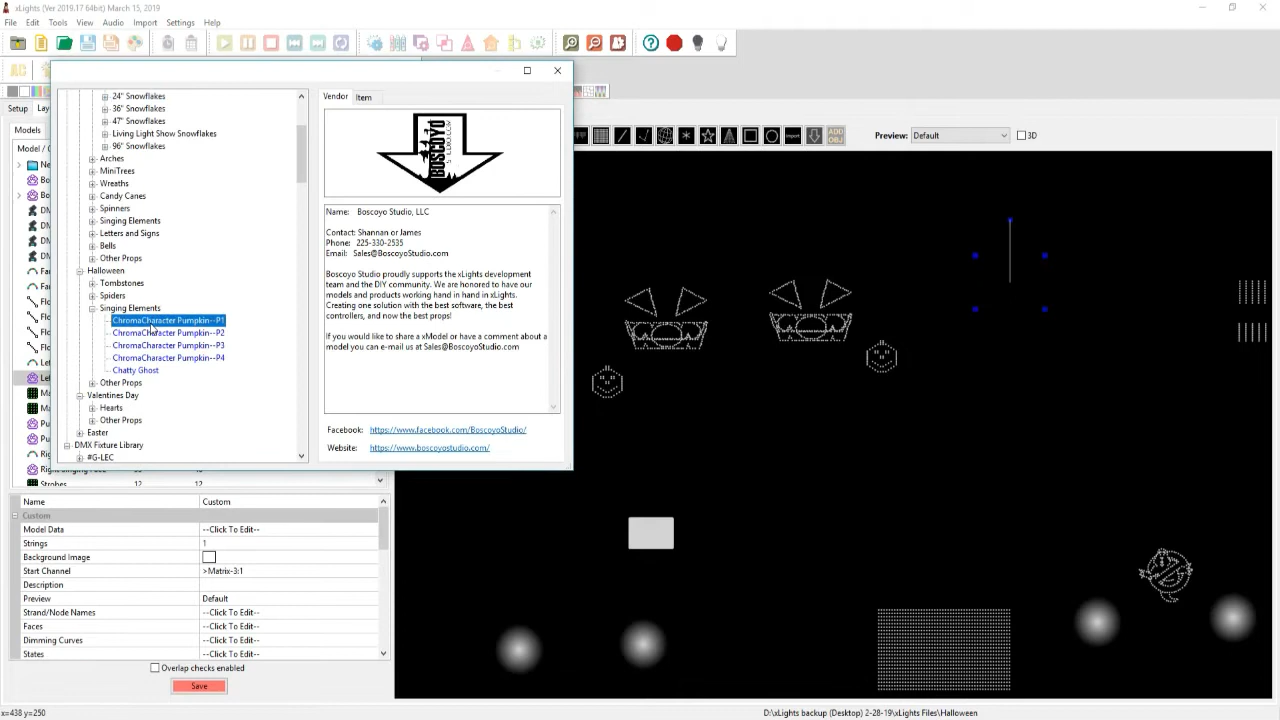 xLights (Ver 2019.17 64bit) March 15, 2019
File Edit Tools View Audio Import Settings Help
Setup
Models
24" Snowflakes
36" Snowflakes
47" Snowflakes
Living Light Show Snowflakes
96" Snowflakes
Arches
MiniTrees
Wreaths
Candy Canes
Spinners
Singing Elements
Letters and Signs
Bells
Other Props
Halloween
Tombstones
Spiders
Singing Elements
ChromaCharacter Pumpkin--P1
ChromaCharacter Pumpkin--P2
ChromaCharacter Pumpkin--P3
ChromaCharacter Pumpkin--P4
Chatty Ghost
Other Props
Valentines Day
Hearts
Other Props
Easter
DMX Fixture Library
#G-LEC
Vendor Item
BOSCOYO
Name: Boscoyo Studio, LLC
Contact: Shannan or James
Phone: 225-330-2535
Email: Sales@BoscoyoStudio.com
Boscoyo Studio proudly supports the xLights development
team and the DIY community. We are honored to have our
models and products working hand in hand in xLights.
Creating one solution with the best software, the best
controllers, and now the best props!
If you would like to share a xModel or have a comment about a
model you can e-mail us at Sales@BoscoyoStudio.com
Facebook: https://www.facebook.com/BoscoyoStudio/
Website: https://www.boscoyostudio.com/
import
ADD OBJ
Preview: Default 3D
Strobes 12 12
Name Custom
Custom
Model Data --Click To Edit--
Strings 1
Background Image
Start Channel >Matrix-3:1
Description
Preview Default
Strand/Node Names --Click To Edit--
Faces --Click To Edit--
Dimming Curves --Click To Edit--
States --Click To Edit--
Overlap checks enabled
Save
x=438 y=250
D:\xLights backup (Desktop) 2-28-19\xLights Files\Halloween